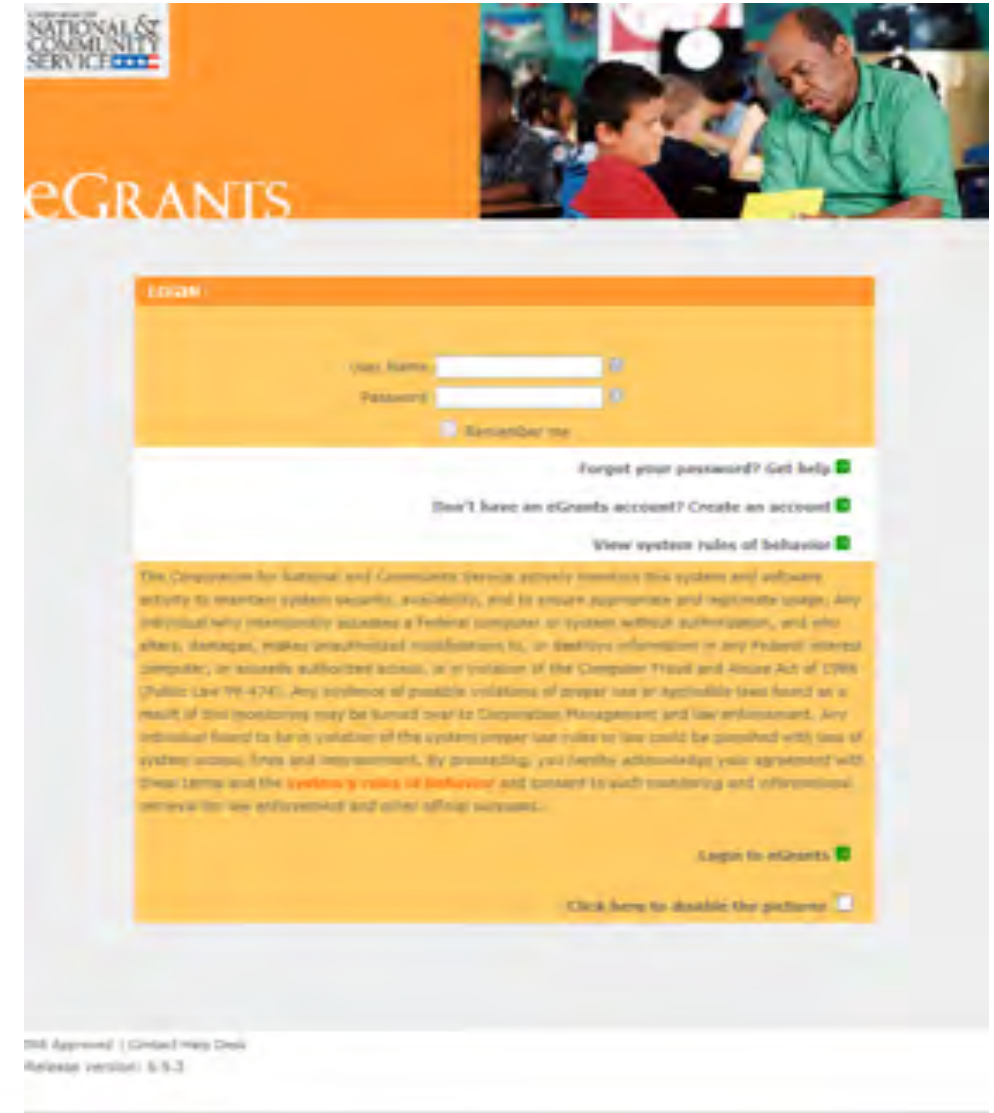 CORPORATION FOR
NATIONAL &
COMMUNITY
SERVICE
eGRANTS
LOGIN
User Name
Password
Remember me
Forgot your password? Get help
Don't have an eGrants account? Create an account
View system rules of behavior
The Corporation for National and Community Service actively monitors this system and software
activity to maintain system security, availability, and to ensure appropriate and legitimate usage. Any
individual who intentionally accesses a Federal computer or system without authorization, and who
alters, damages, makes unauthorized modifications to, or destroys information in any Federal interest
computer, or exceeds authorized access, is in violation of the Computer Fraud and Abuse Act of 1986
(Public Law 99-474). Any evidence of possible violations of proper use or applicable laws found as a
result of this monitoring may be turned over to Corporation Management and law enforcement. Any
individual found to be in violation of the system proper use rules or law could be punished with loss of
system access, fines and imprisonment. By proceeding, you hereby acknowledge your agreement with
these terms and the system's rules of behavior and consent to such monitoring and informational
retrieval for law enforcement and other official purposes.
Login to eGrants
Click here to disable the pictures
Approved | Contact Help Desk
Release version: